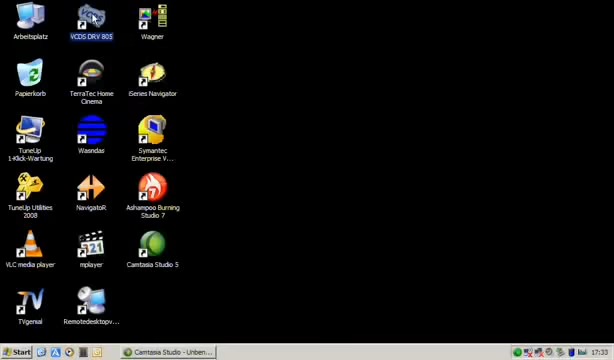 Arbeitsplatz
VCDS DRV 805
Wagner
Papierkorb
TerraTec Home
Cinema
iSeries Navigator
TuneUp
1-Klick-Wartung
Wasndas
Symantec
Enterprise V...
TuneUp Utilities
2008
NavigatoR
Ashampoo Burning
Studio 7
VLC media player
mplayer
Camtasia Studio 5
TVgenial
Remotedesktopv...
Start
Camtasia Studio - Unben...
17:33